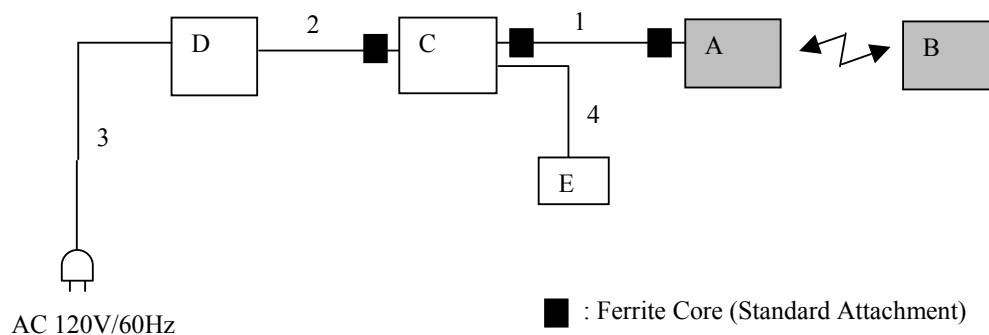 D
2
C
1
A
B
3
4
E
AC 120V/60Hz
: Ferrite Core (Standard Attachment)